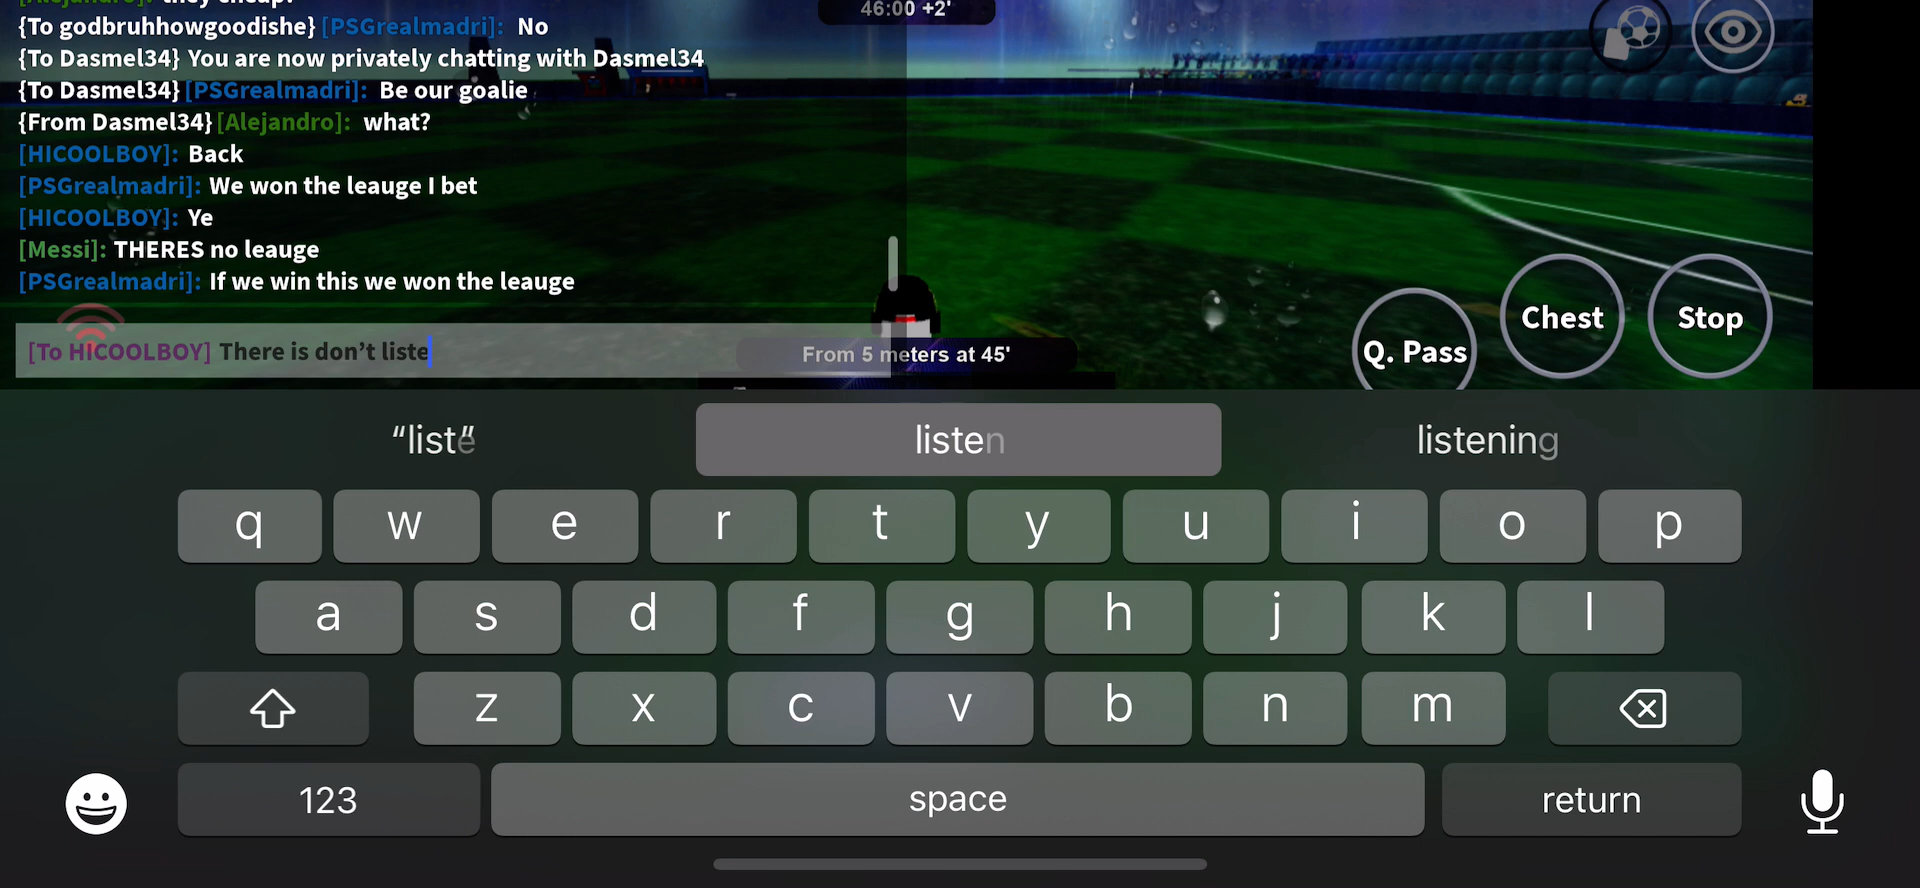 [Alejandro]: they cheap?
{To godbruhhowgoodishe} [PSGrealmadri]: No
{To Dasmel34} You are now privately chatting with Dasmel34
{To Dasmel34} [PSGrealmadri]: Be our goalie
{From Dasmel34} [Alejandro]: what?
[HICOOLBOY]: Back
[PSGrealmadri]: We won the leauge I bet
[HICOOLBOY]: Ye
[Messi]: THERES no leauge
[PSGrealmadri]: If we win this we won the leauge
[To HICOOLBOY] There is don’t liste
46:00 +2'
From 5 meters at 45'
Q. Pass
Chest
Stop
“liste” listen listening
q w e r t y u i o p
a s d f g h j k l
z x c v b n m
123 space return